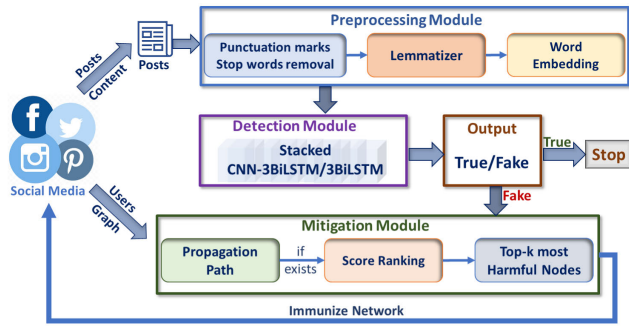 Preprocessing Module
Posts
Content
Posts
Punctuation marks
Stop words removal
Lemmatizer
Word
Embedding
Detection Module
Stacked
CNN-3BiLSTM/3BiLSTM
Output
True/Fake
True
Stop
Fake
Social Media
Users
Graph
Mitigation Module
Propagation
Path
if
exists
Score Ranking
Top-k most
Harmful Nodes
Immunize Network